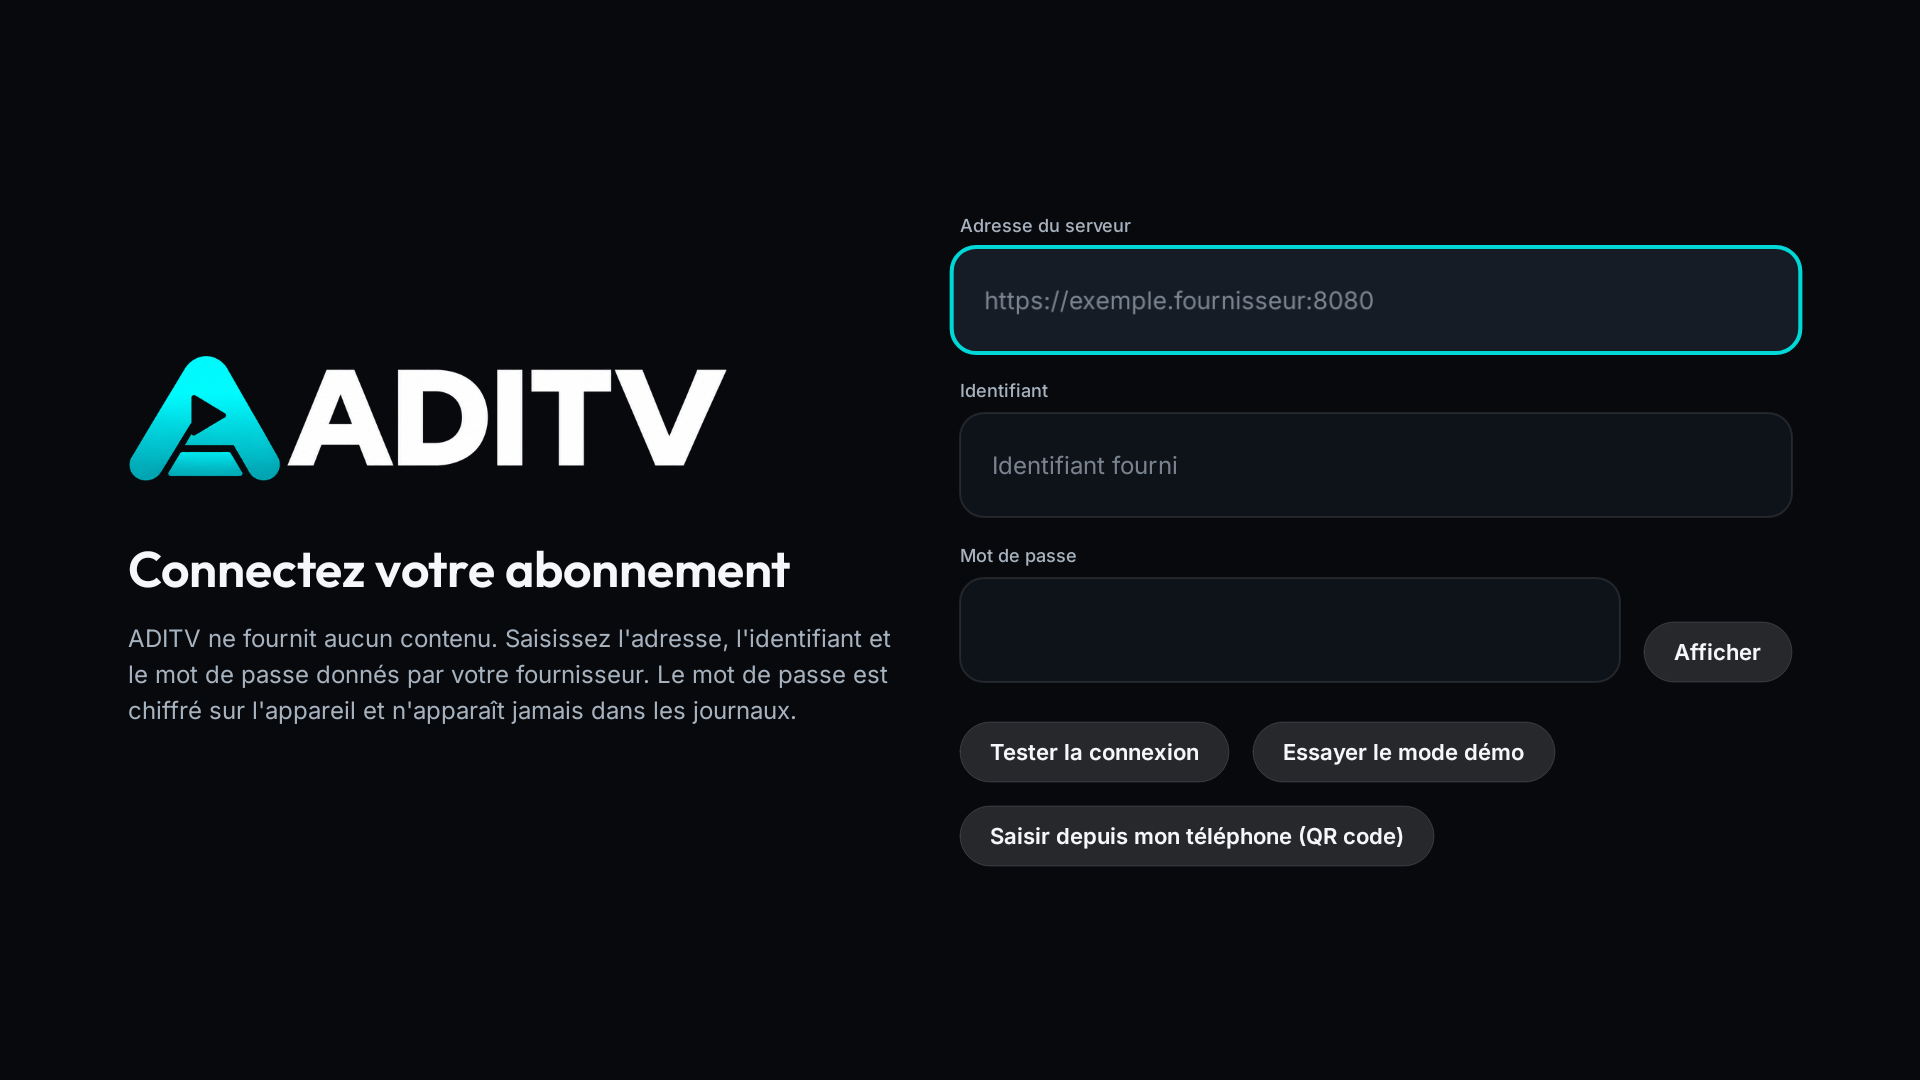 ADITV
Connectez votre abonnement
ADITV ne fournit aucun contenu. Saisissez l'adresse, l'identifiant et
le mot de passe donnés par votre fournisseur. Le mot de passe est
chiffré sur l'appareil et n'apparaît jamais dans les journaux.
Adresse du serveur
https://exemple.fournisseur:8080
Identifiant
Identifiant fourni
Mot de passe
Afficher
Tester la connexion
Essayer le mode démo
Saisir depuis mon téléphone (QR code)